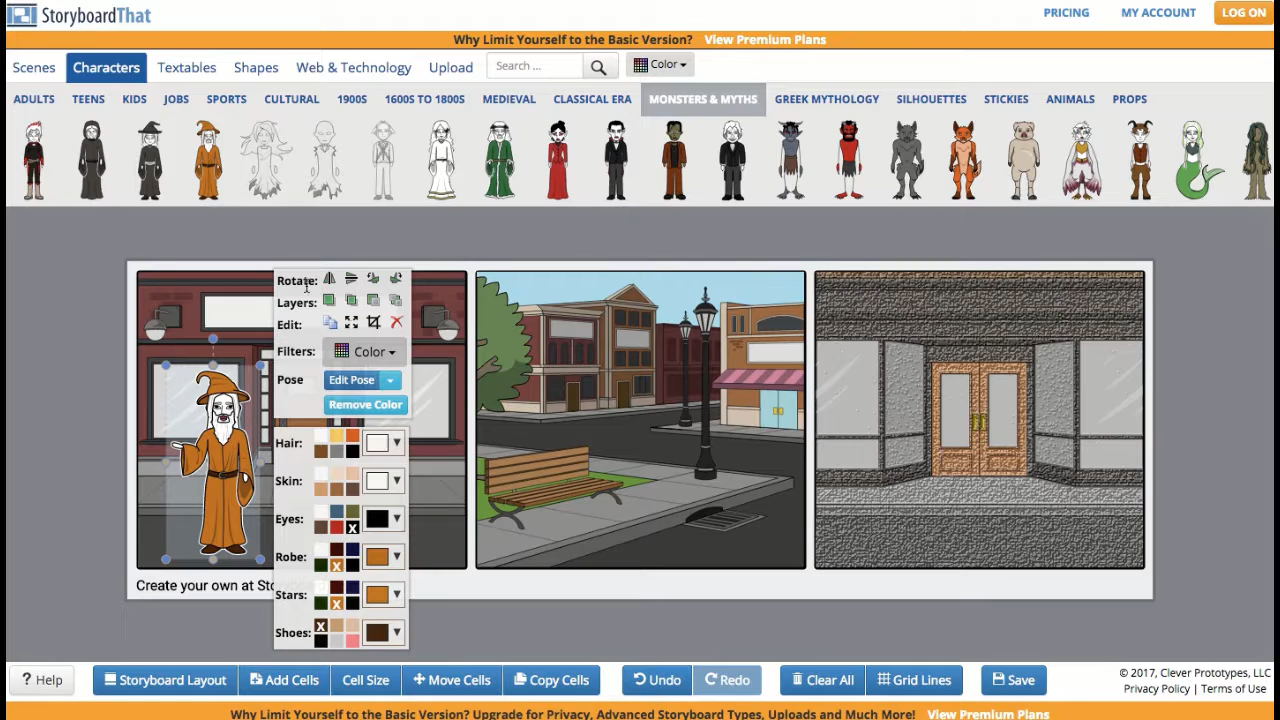 StoryboardThat
PRICING MY ACCOUNT LOG ON
Why Limit Yourself to the Basic Version? View Premium Plans
Scenes Characters Textables Shapes Web & Technology Upload Search ... Color
ADULTS TEENS KIDS JOBS SPORTS CULTURAL 1900S 1600S TO 1800S MEDIEVAL CLASSICAL ERA MONSTERS & MYTHS GREEK MYTHOLOGY SILHOUETTES STICKIES ANIMALS PROPS
Rotate:
Layers:
Edit:
Filters: Color
Pose Edit Pose
Remove Color
Hair:
Skin:
Eyes: X
Robe: X
Stars: X
Shoes: X
Create your own at Sto
? Help Storyboard Layout Add Cells Cell Size Move Cells Copy Cells Undo Redo Clear All Grid Lines Save
© 2017, Clever Prototypes, LLC
Privacy Policy | Terms of Use
Why Limit Yourself to the Basic Version? Upgrade for Privacy, Advanced Storyboard Types, Uploads and Much More! View Premium Plans